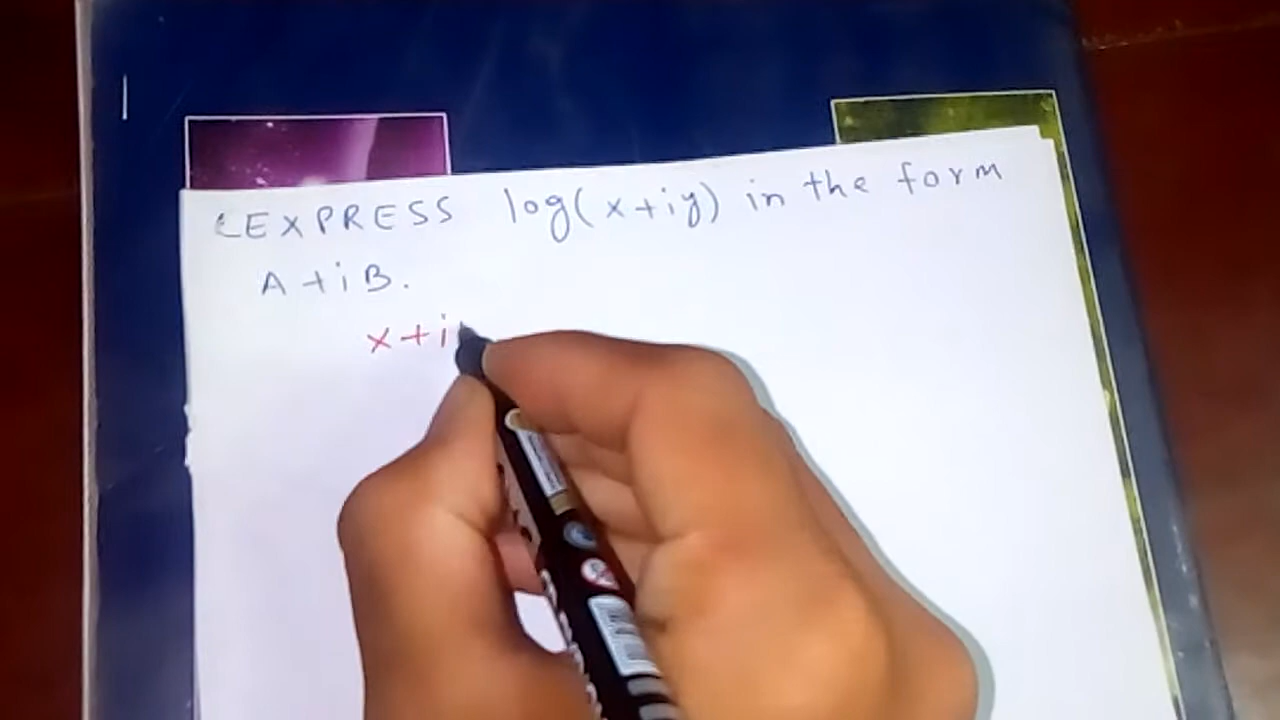 EXPRESS log(x+iy) in the form
A+iB.
x+i